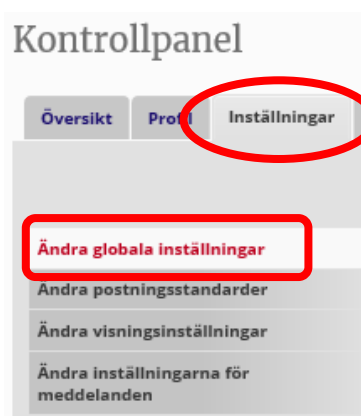 Kontrollpanel
Översikt Profil Inställningar
Ändra globala inställningar
Ändra postningsstandarder
Ändra visningsinställningar
Ändra inställningarna för
meddelanden